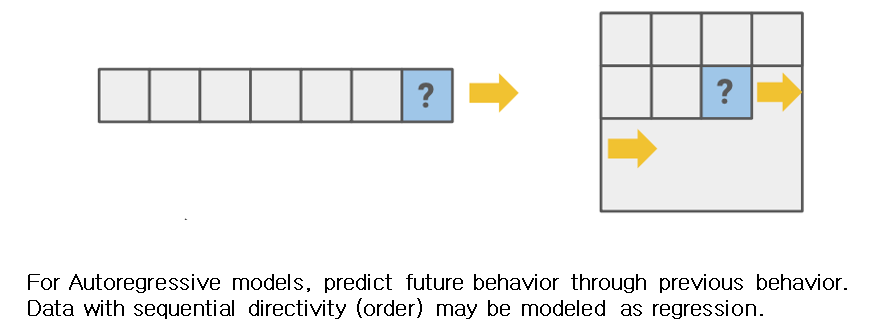 ?
?
For Autoregressive models, predict future behavior through previous behavior.
Data with sequential directivity (order) may be modeled as regression.